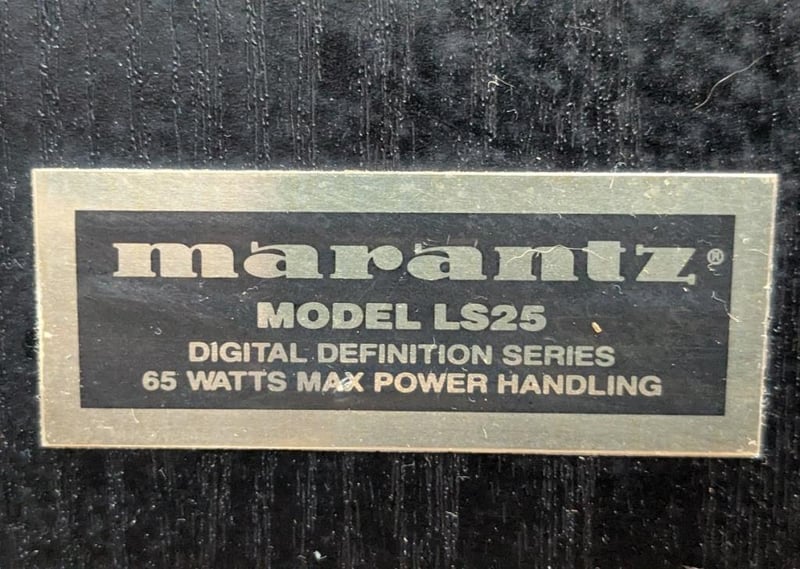 marantz®
MODEL LS25
DIGITAL DEFINITION SERIES
65 WATTS MAX POWER HANDLING